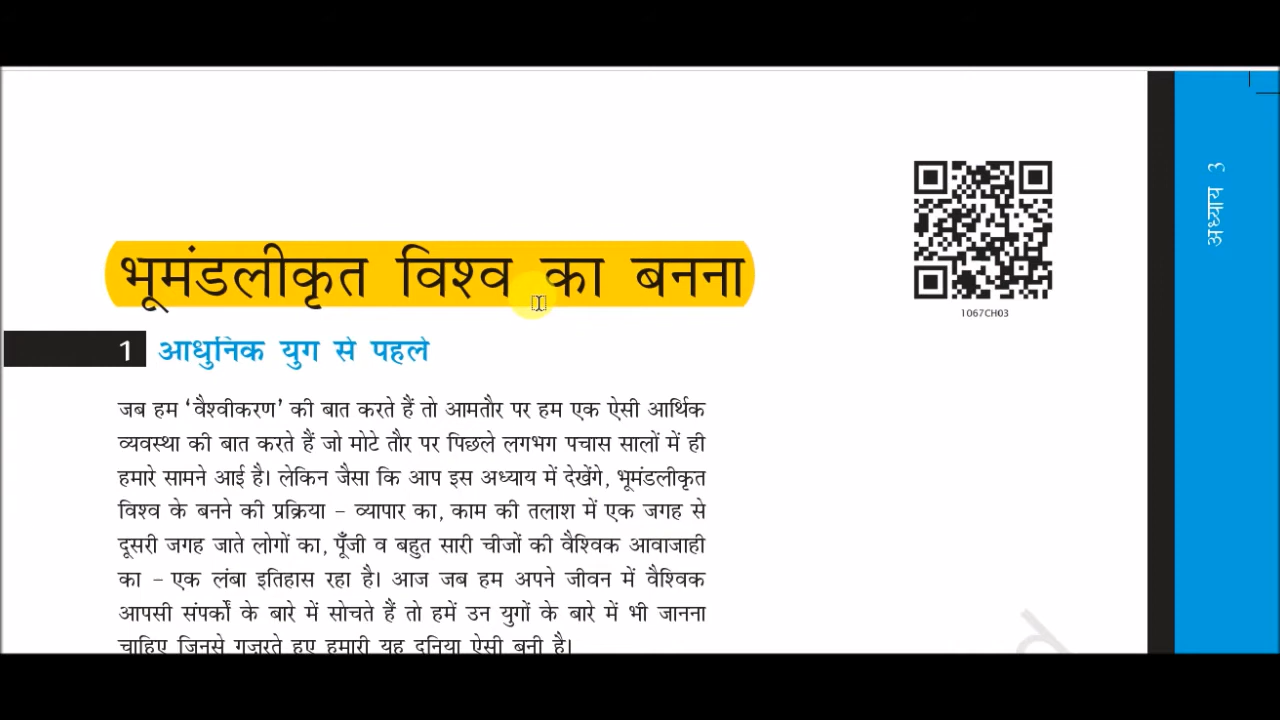 अध्याय 3
1067CH03
भूमंडलीकृत विश्व का बनना
1 आधुनिक युग से पहले
जब हम ‘वैश्वीकरण’ की बात करते हैं तो आमतौर पर हम एक ऐसी आर्थिक
व्यवस्था की बात करते हैं जो मोटे तौर पर पिछले लगभग पचास सालों में ही
हमारे सामने आई है। लेकिन जैसा कि आप इस अध्याय में देखेंगे, भूमंडलीकृत
विश्व के बनने की प्रक्रिया – व्यापार का, काम की तलाश में एक जगह से
दूसरी जगह जाते लोगों का, पूँजी व बहुत सारी चीजों की वैश्विक आवाजाही
का – एक लंबा इतिहास रहा है। आज जब हम अपने जीवन में वैश्विक
आपसी संपर्कों के बारे में सोचते हैं तो हमें उन युगों के बारे में भी जानना
चाहिए जिनसे गुज़रते हुए हमारी यह दुनिया ऐसी बनी है।